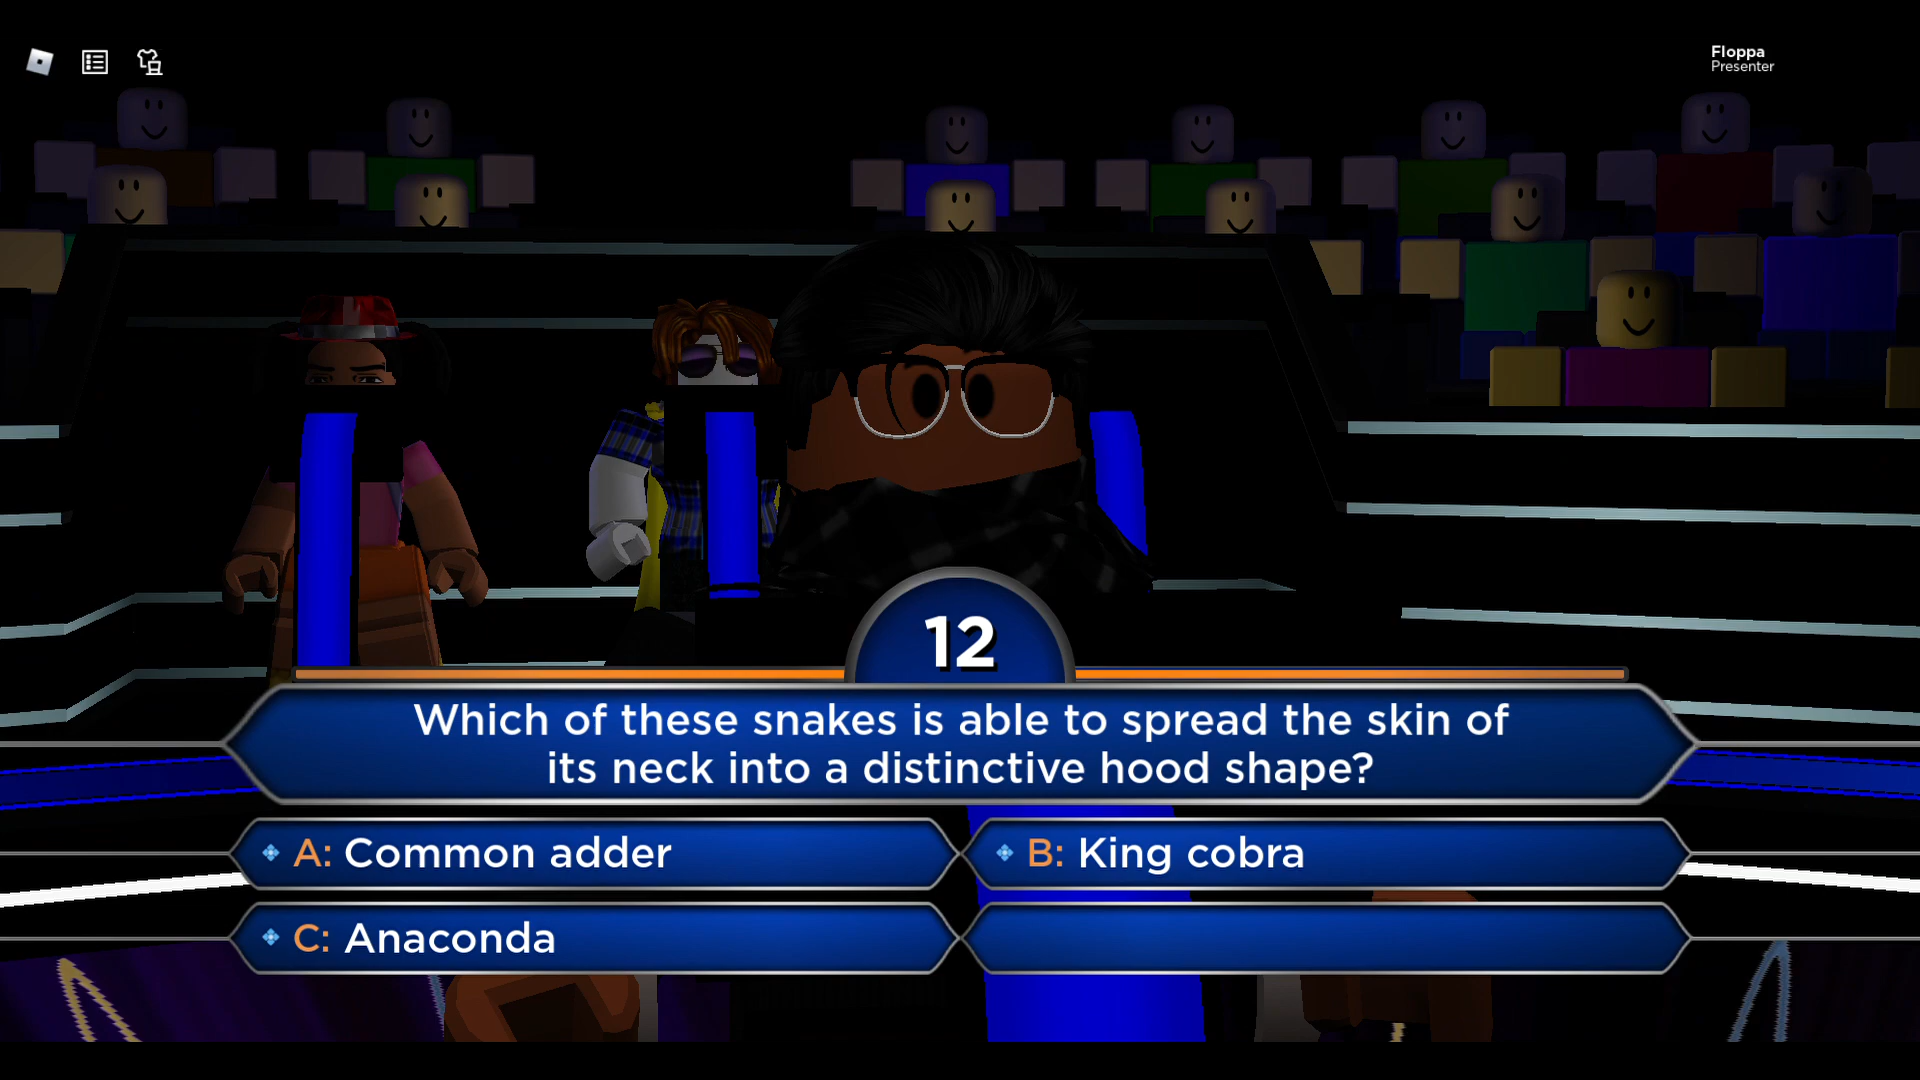 Floppa
Presenter
12
Which of these snakes is able to spread the skin of
its neck into a distinctive hood shape?
A: Common adder
B: King cobra
C: Anaconda